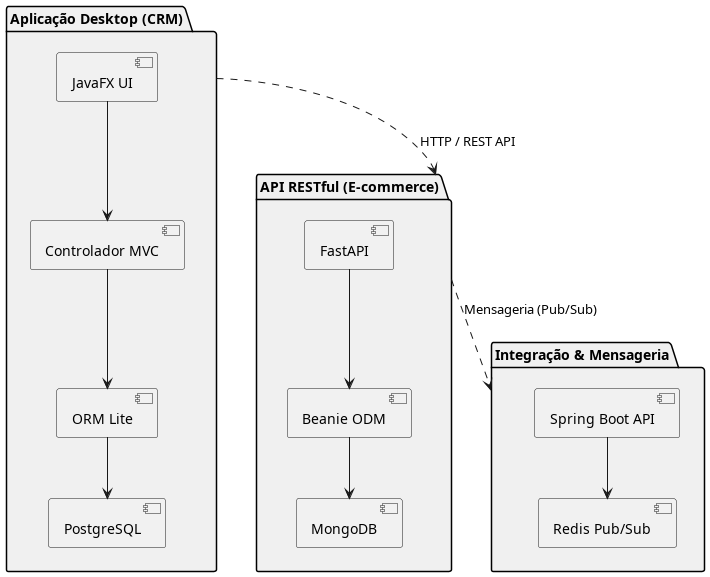 Aplicação Desktop (CRM)
JavaFX UI
Controlador MVC
ORM Lite
PostgreSQL
HTTP / REST API
API RESTful (E-commerce)
FastAPI
Beanie ODM
MongoDB
Mensageria (Pub/Sub)
Integração & Mensageria
Spring Boot API
Redis Pub/Sub